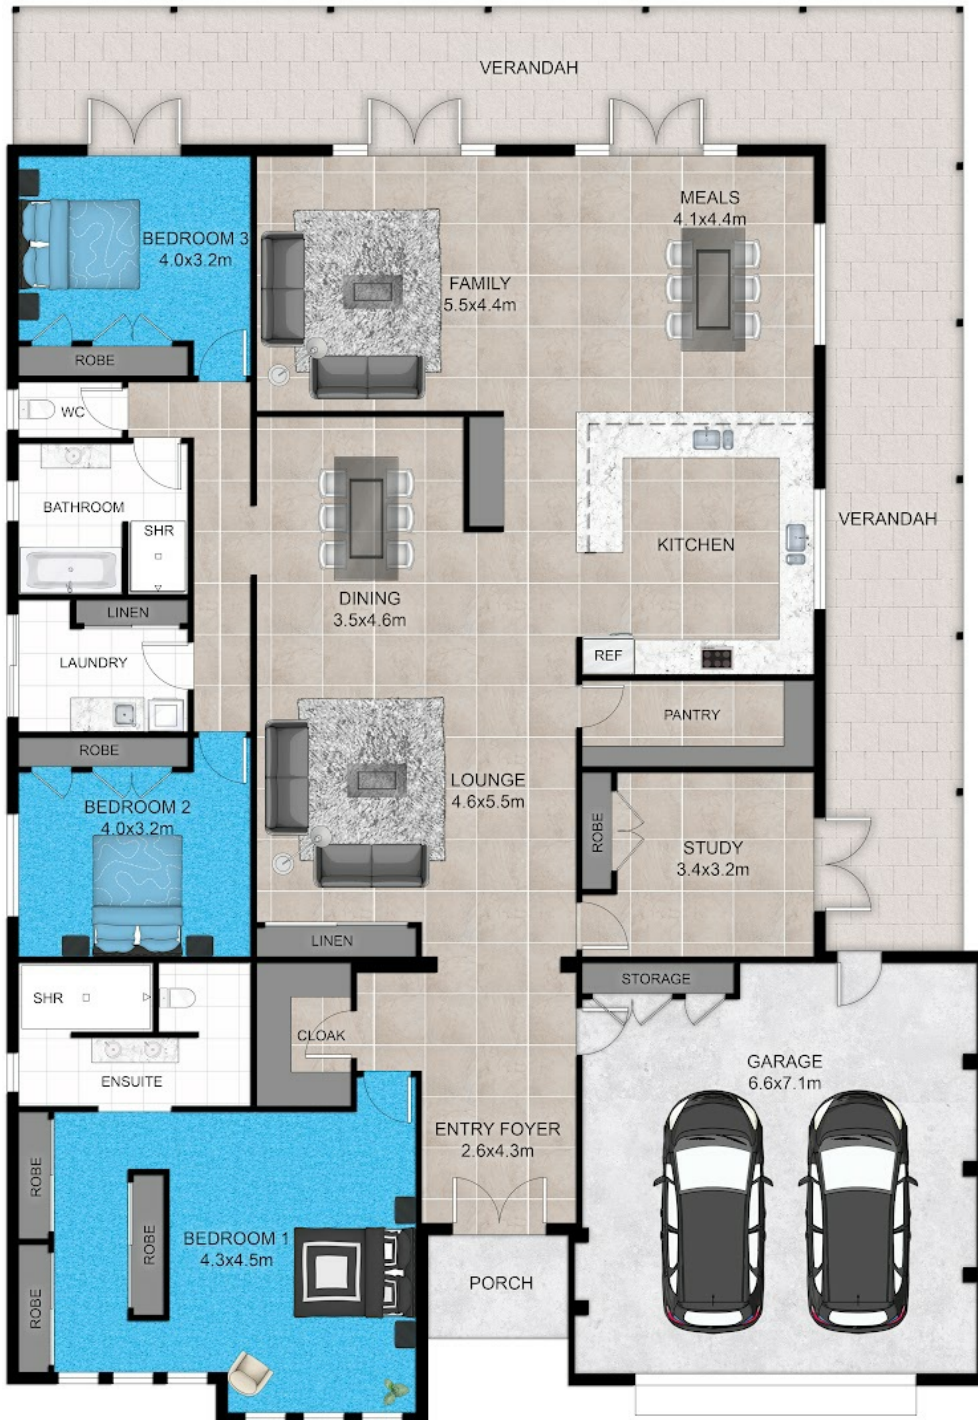 VERANDAH
MEALS
4.1x4.4m
BEDROOM 3
4.0x3.2m
FAMILY
5.5x4.4m
ROBE
WC
BATHROOM
SHR
VERANDAH
KITCHEN
DINING
3.5x4.6m
LINEN
LAUNDRY
REF
PANTRY
ROBE
BEDROOM 2
4.0x3.2m
LOUNGE
4.6x5.5m
ROBE
STUDY
3.4x3.2m
LINEN
STORAGE
SHR
CLOAK
ENSUITE
GARAGE
6.6x7.1m
ENTRY FOYER
2.6x4.3m
ROBE
ROBE
BEDROOM 1
4.3x4.5m
ROBE
PORCH